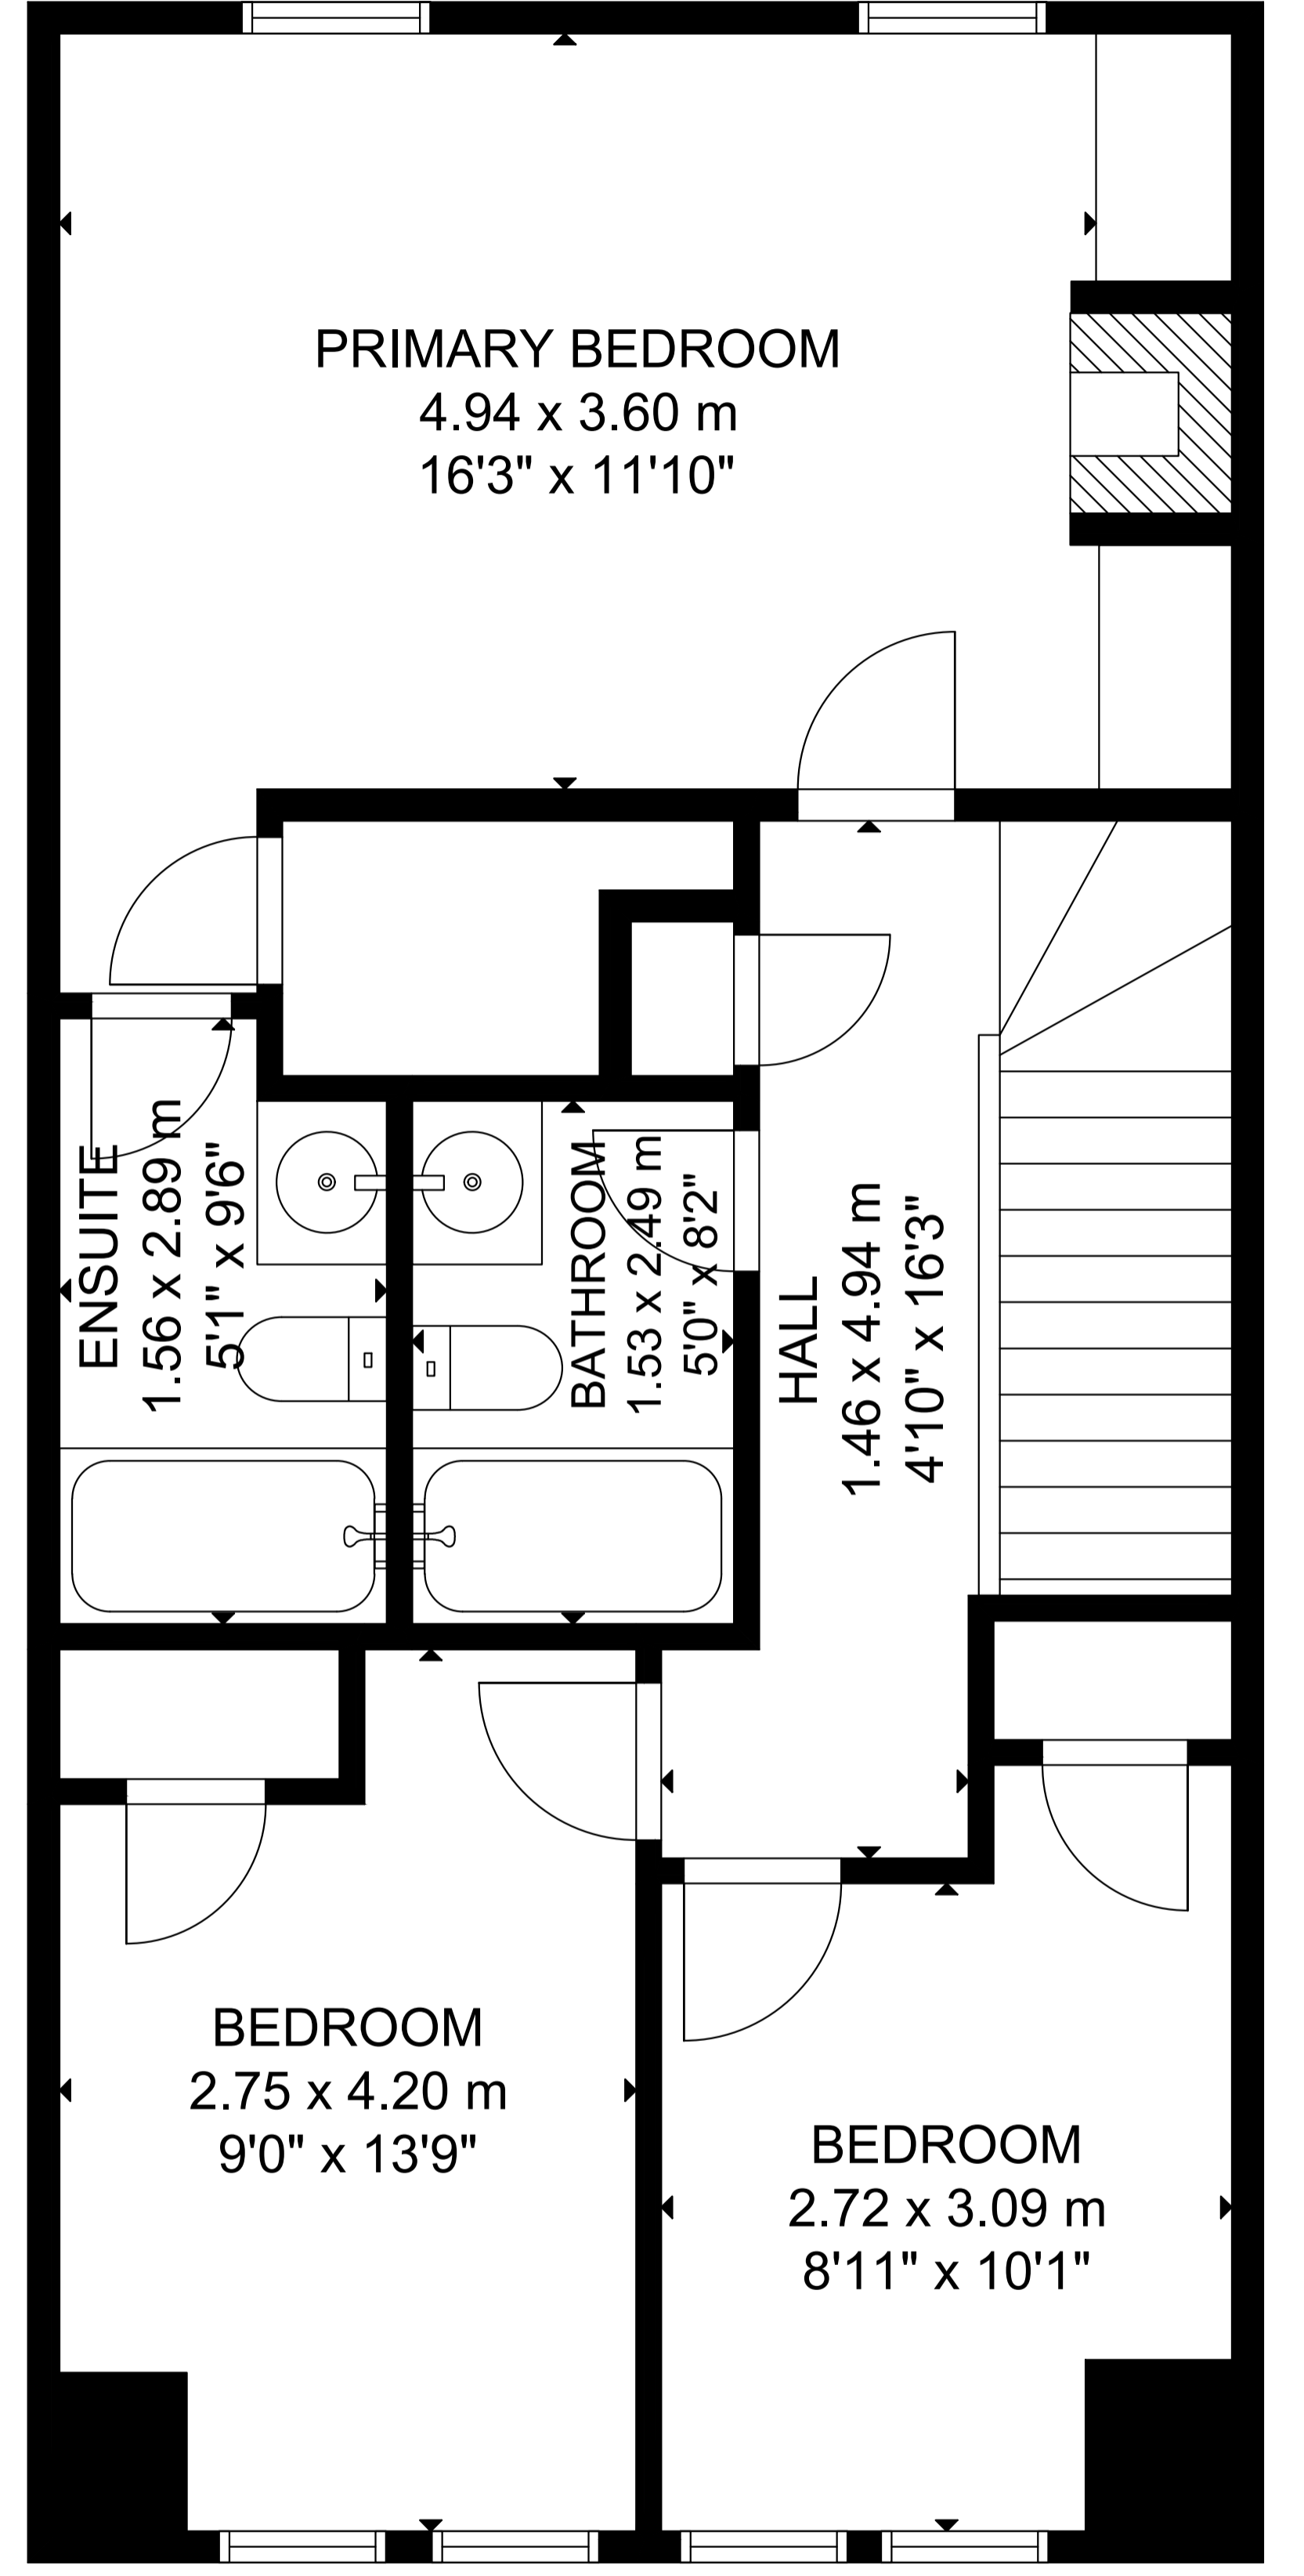 PRIMARY BEDROOM
4.94 x 3.60 m
16'3" x 11'10"
ENSUITE
1.56 x 2.89 m
5'1" x 9'6"
BATHROOM
1.53 x 2.49 m
5'0" x 8'2"
HALL
1.46 x 4.94 m
4'10" x 16'3"
BEDROOM
2.75 x 4.20 m
9'0" x 13'9"
BEDROOM
2.72 x 3.09 m
8'11" x 10'1"